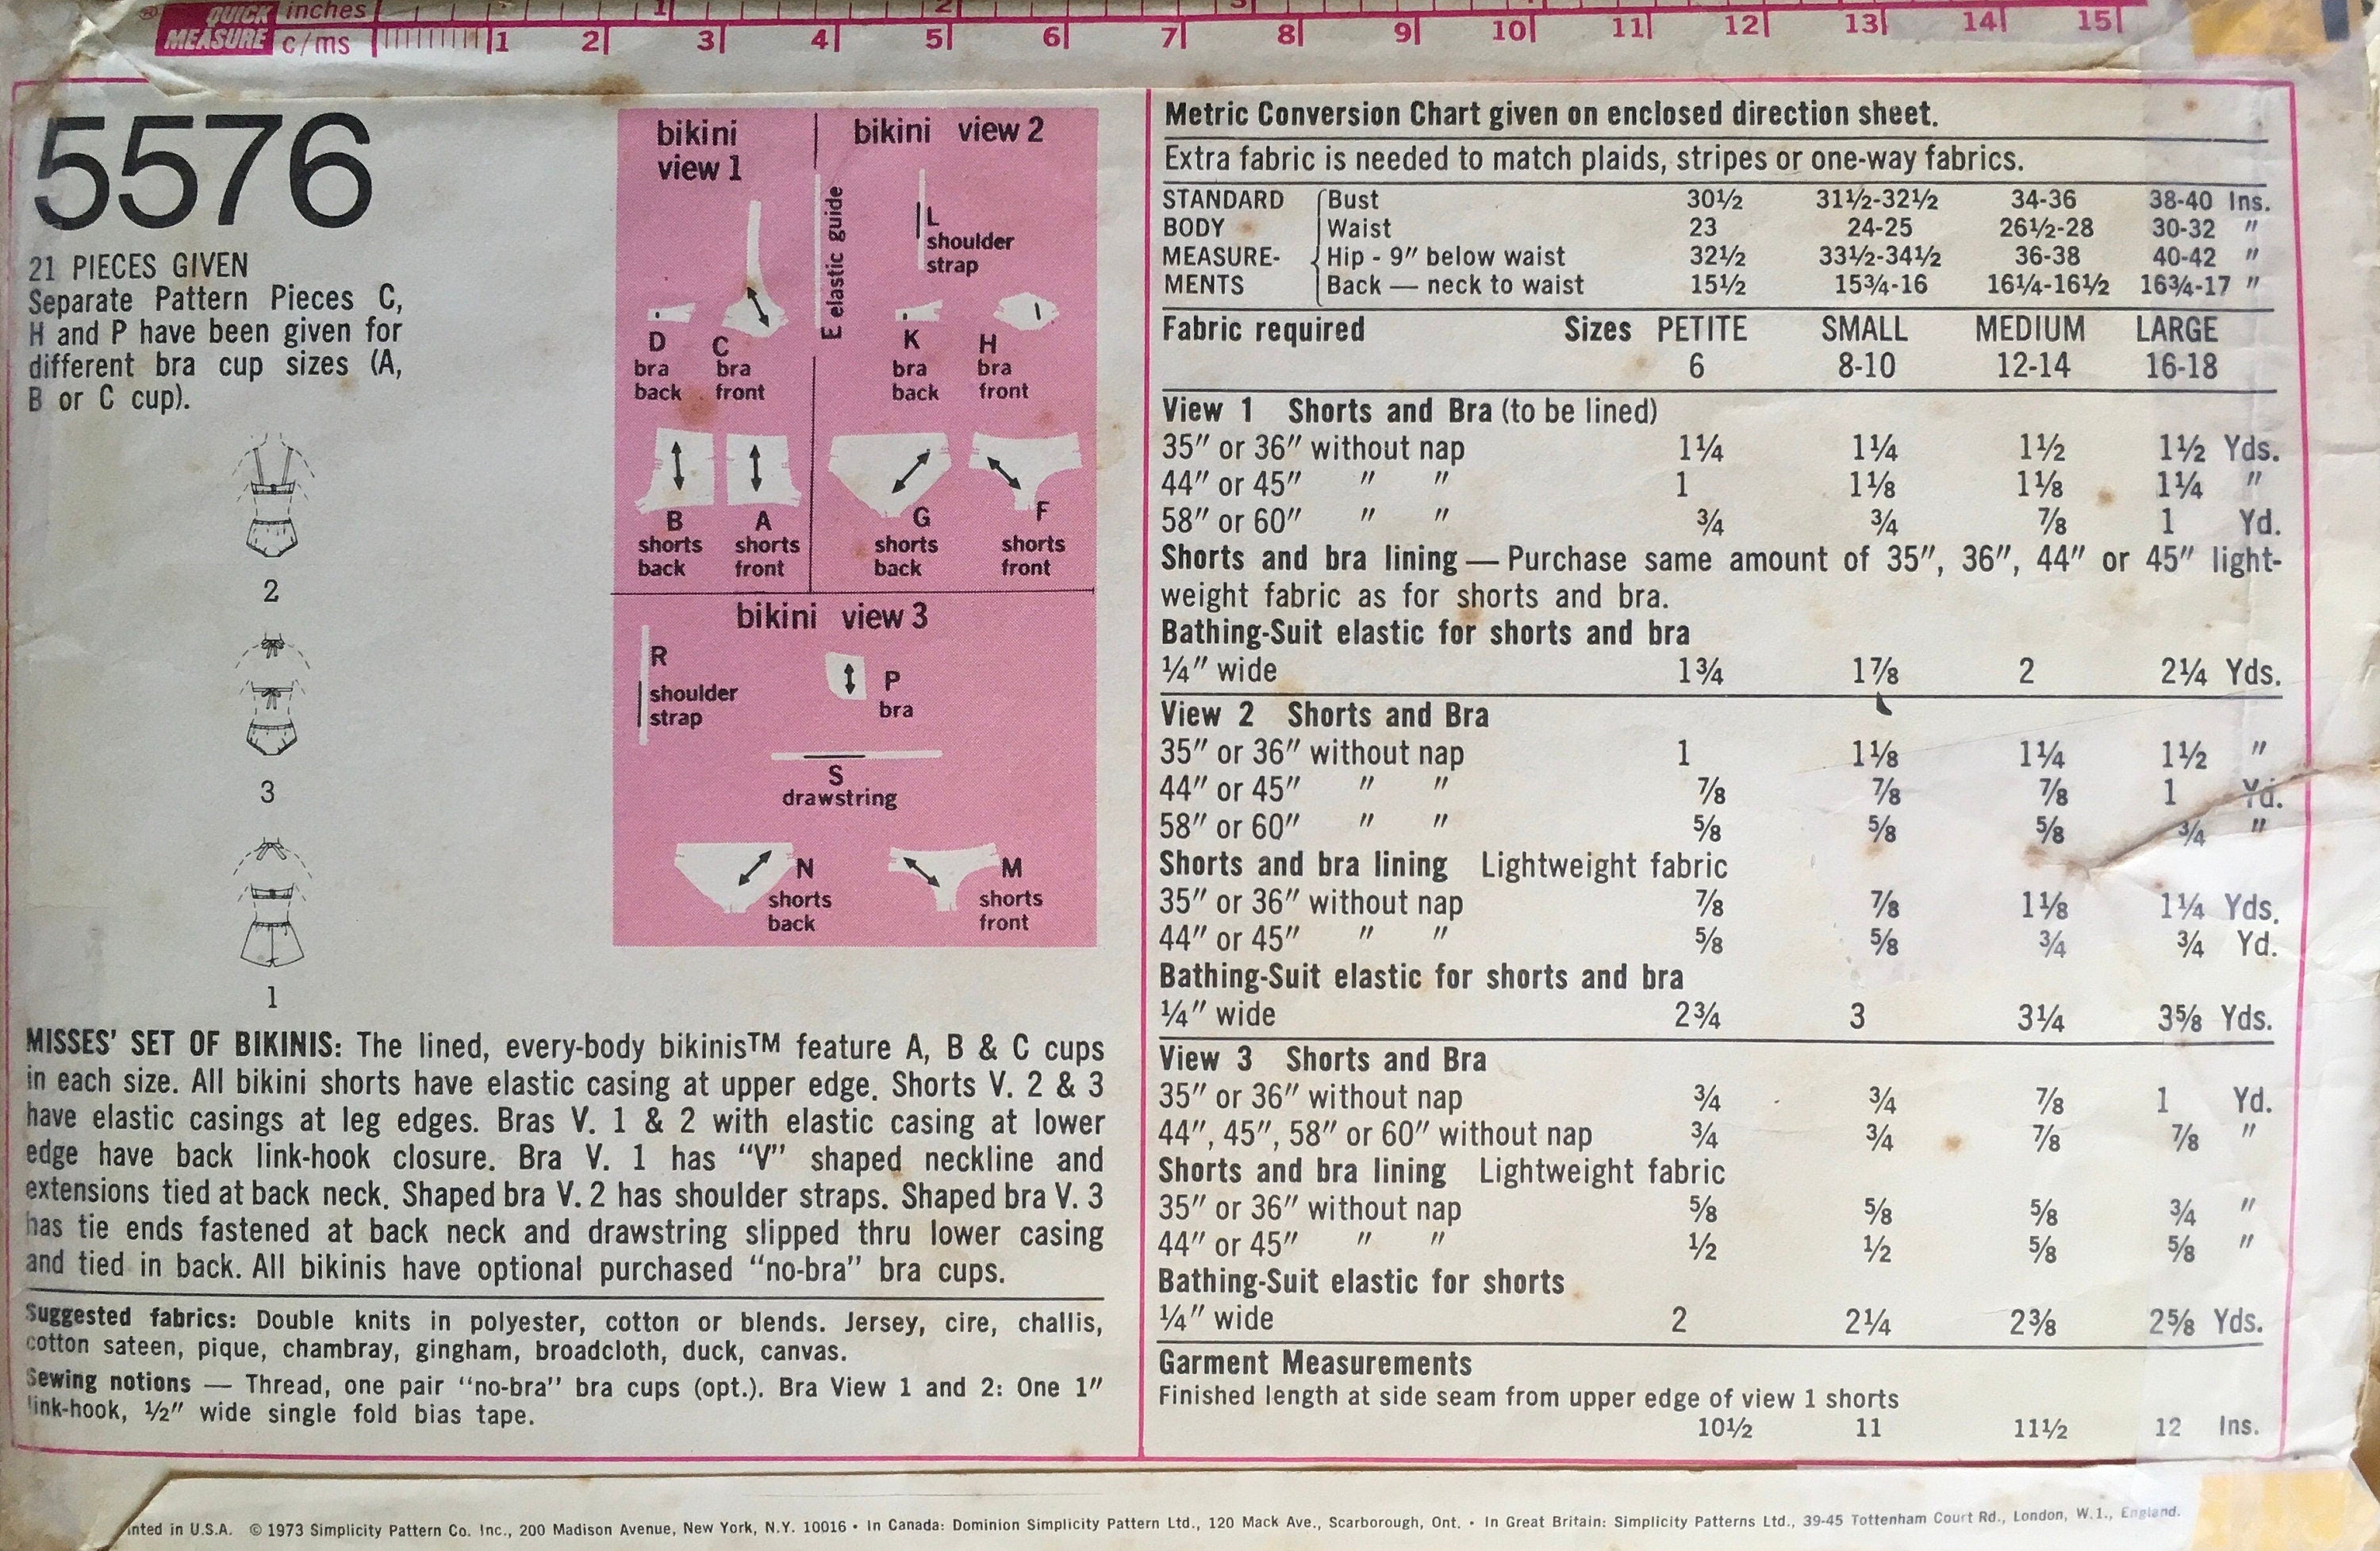 QUICK MEASURE inches 1 2 3
c/ms 1 2 3 4 5 6 7 8 9 10 11 12 13 14 15
5576
21 PIECES GIVEN
Separate Pattern Pieces C,
H and P have been given for
different bra cup sizes (A,
B or C cup).
2
3
1
bikini
view 1
bikini view 2
E elastic guide
L
shoulder
strap
D
bra
back
C
bra
front
K
bra
back
H
bra
front
B
shorts
back
A
shorts
front
G
shorts
back
F
shorts
front
bikini view 3
R
shoulder
strap
P
bra
S
drawstring
N
shorts
back
M
shorts
front
MISSES' SET OF BIKINIS: The lined, every-body bikinis™ feature A, B & C cups
in each size. All bikini shorts have elastic casing at upper edge. Shorts V. 2 & 3
have elastic casings at leg edges. Bras V. 1 & 2 with elastic casing at lower
edge have back link-hook closure. Bra V. 1 has "V" shaped neckline and
extensions tied at back neck. Shaped bra V. 2 has shoulder straps. Shaped bra V. 3
has tie ends fastened at back neck and drawstring slipped thru lower casing
and tied in back. All bikinis have optional purchased "no-bra" bra cups.
Suggested fabrics: Double knits in polyester, cotton or blends. Jersey, cire, challis,
cotton sateen, pique, chambray, gingham, broadcloth, duck, canvas.
Sewing notions — Thread, one pair "no-bra" bra cups (opt.). Bra View 1 and 2: One 1"
link-hook, ½" wide single fold bias tape.
Metric Conversion Chart given on enclosed direction sheet.
Extra fabric is needed to match plaids, stripes or one-way fabrics.
STANDARD Bust 30½ 31½-32½ 34-36 38-40 Ins.
BODY Waist 23 24-25 26½-28 30-32 "
MEASURE- Hip - 9" below waist 32½ 33½-34½ 36-38 40-42 "
MENTS Back — neck to waist 15½ 15¾-16 16¼-16½ 16¾-17 "
Fabric required Sizes PETITE SMALL MEDIUM LARGE
6 8-10 12-14 16-18
View 1 Shorts and Bra (to be lined)
35" or 36" without nap 1¼ 1¼ 1½ 1½ Yds.
44" or 45" " " 1 1⅛ 1⅛ 1¼ "
58" or 60" " " ¾ ¾ ⅞ 1 Yd.
Shorts and bra lining — Purchase same amount of 35", 36", 44" or 45" light-
weight fabric as for shorts and bra.
Bathing-Suit elastic for shorts and bra
¼" wide 1¾ 1⅞ 2 2¼ Yds.
View 2 Shorts and Bra
35" or 36" without nap 1 1⅛ 1¼ 1½ "
44" or 45" " " ⅞ ⅞ ⅞ 1 Yd.
58" or 60" " " ⅝ ⅝ ⅝ ¾ "
Shorts and bra lining Lightweight fabric
35" or 36" without nap ⅞ ⅞ 1⅛ 1¼ Yds.
44" or 45" " " ⅝ ⅝ ¾ ¾ Yd.
Bathing-Suit elastic for shorts and bra
¼" wide 2¾ 3 3¼ 3⅝ Yds.
View 3 Shorts and Bra
35" or 36" without nap ¾ ¾ ⅞ 1 Yd.
44", 45", 58" or 60" without nap ¾ ¾ ⅞ ⅞ "
Shorts and bra lining Lightweight fabric
35" or 36" without nap ⅝ ⅝ ⅝ ¾ "
44" or 45" " " ½ ½ ⅝ ⅝ "
Bathing-Suit elastic for shorts
¼" wide 2 2¼ 2⅜ 2⅝ Yds.
Garment Measurements
Finished length at side seam from upper edge of view 1 shorts
10½ 11 11½ 12 Ins.
inted in U.S.A. © 1973 Simplicity Pattern Co. Inc., 200 Madison Avenue, New York, N.Y. 10016 • In Canada: Dominion Simplicity Pattern Ltd., 120 Mack Ave., Scarborough, Ont. • In Great Britain: Simplicity Patterns Ltd., 39-45 Tottenham Court Rd., London, W.1., England.